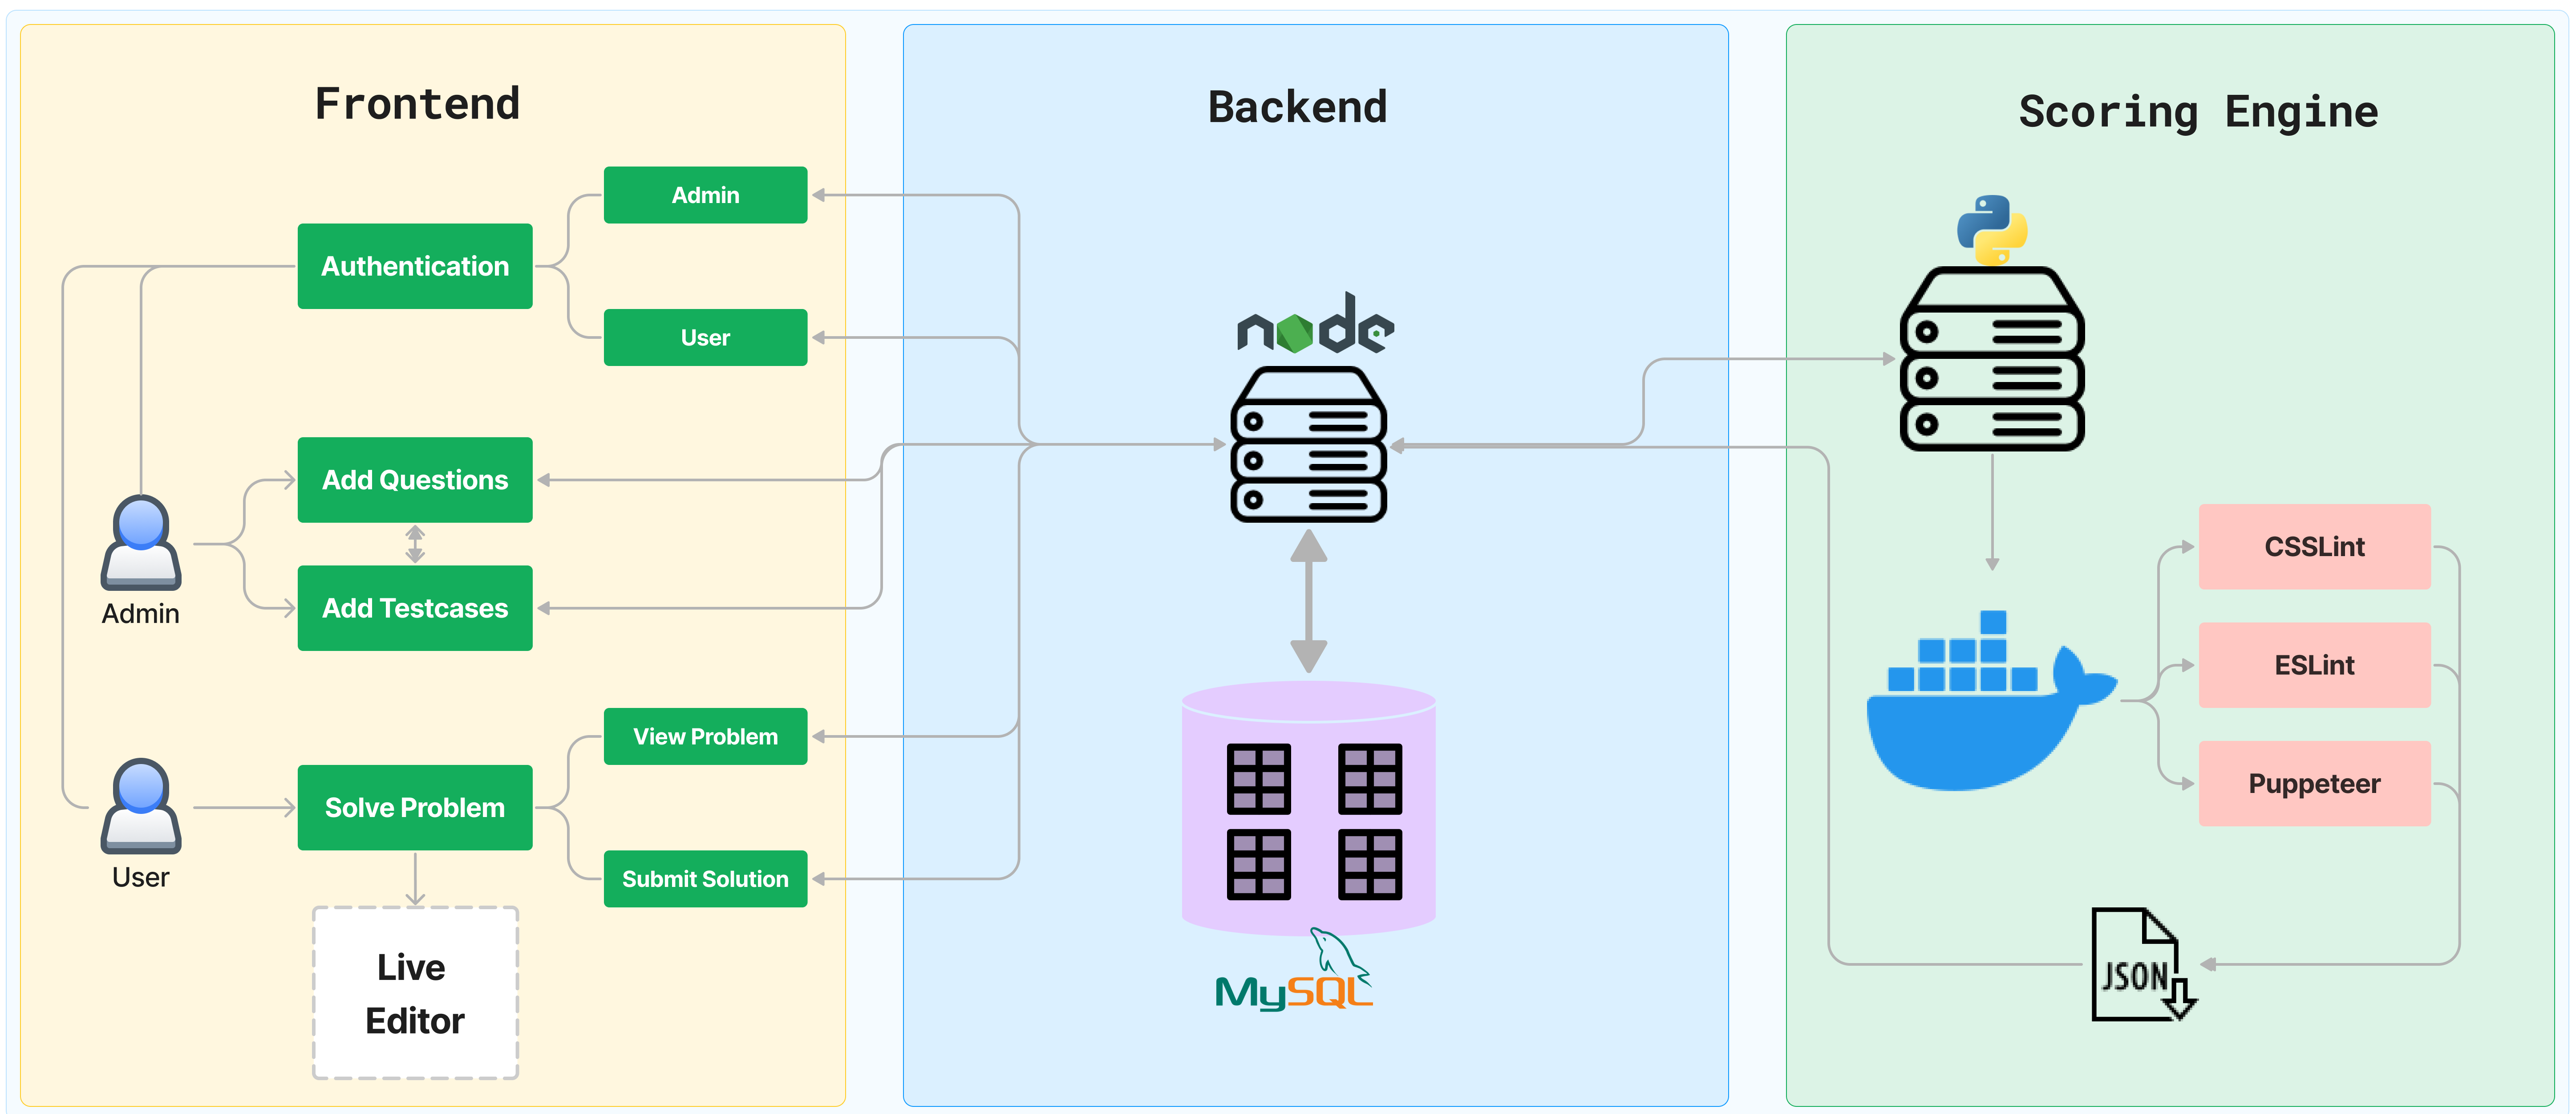 Frontend
Admin
Authentication
User
Add Questions
Add Testcases
Admin
View Problem
Solve Problem
Submit Solution
User
Live
Editor
Backend
node
MySQL
Scoring Engine
CSSLint
ESLint
Puppeteer
JSON